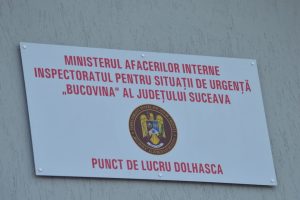 MINISTERUL AFACERILOR INTERNE
INSPECTORATUL PENTRU SITUAȚII DE URGENȚĂ
„BUCOVINA” AL JUDEȚULUI SUCEAVA
PUNCT DE LUCRU DOLHASCA